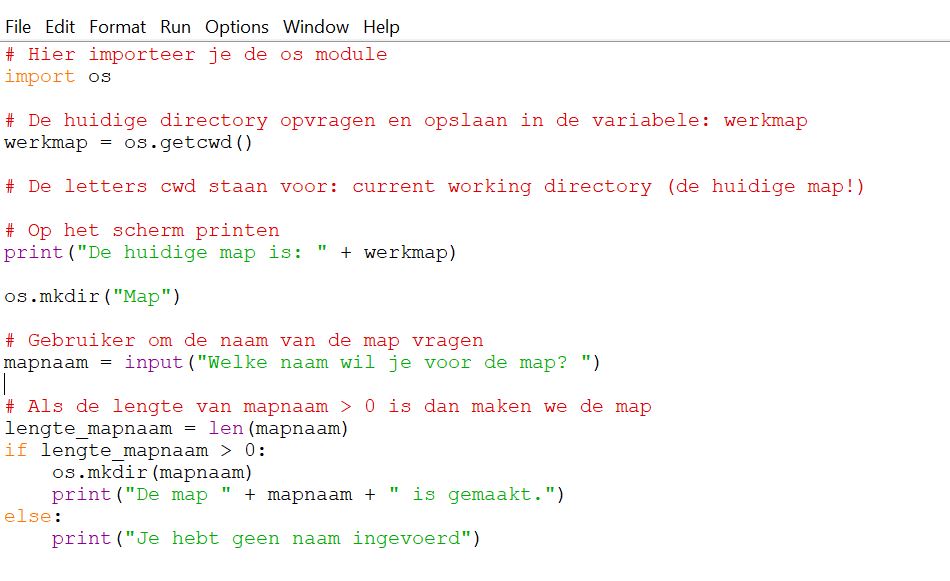 File Edit Format Run Options Window Help
# Hier importeer je de os module
import os
# De huidige directory opvragen en opslaan in de variabele: werkmap
werkmap = os.getcwd()
# De letters cwd staan voor: current working directory (de huidige map!)
# Op het scherm printen
print("De huidige map is: " + werkmap)
os.mkdir("Map")
# Gebruiker om de naam van de map vragen
mapnaam = input("Welke naam wil je voor de map? ")
# Als de lengte van mapnaam > 0 is dan maken we de map
lengte_mapnaam = len(mapnaam)
if lengte_mapnaam > 0:
    os.mkdir(mapnaam)
    print("De map " + mapnaam + " is gemaakt.")
else:
    print("Je hebt geen naam ingevoerd")